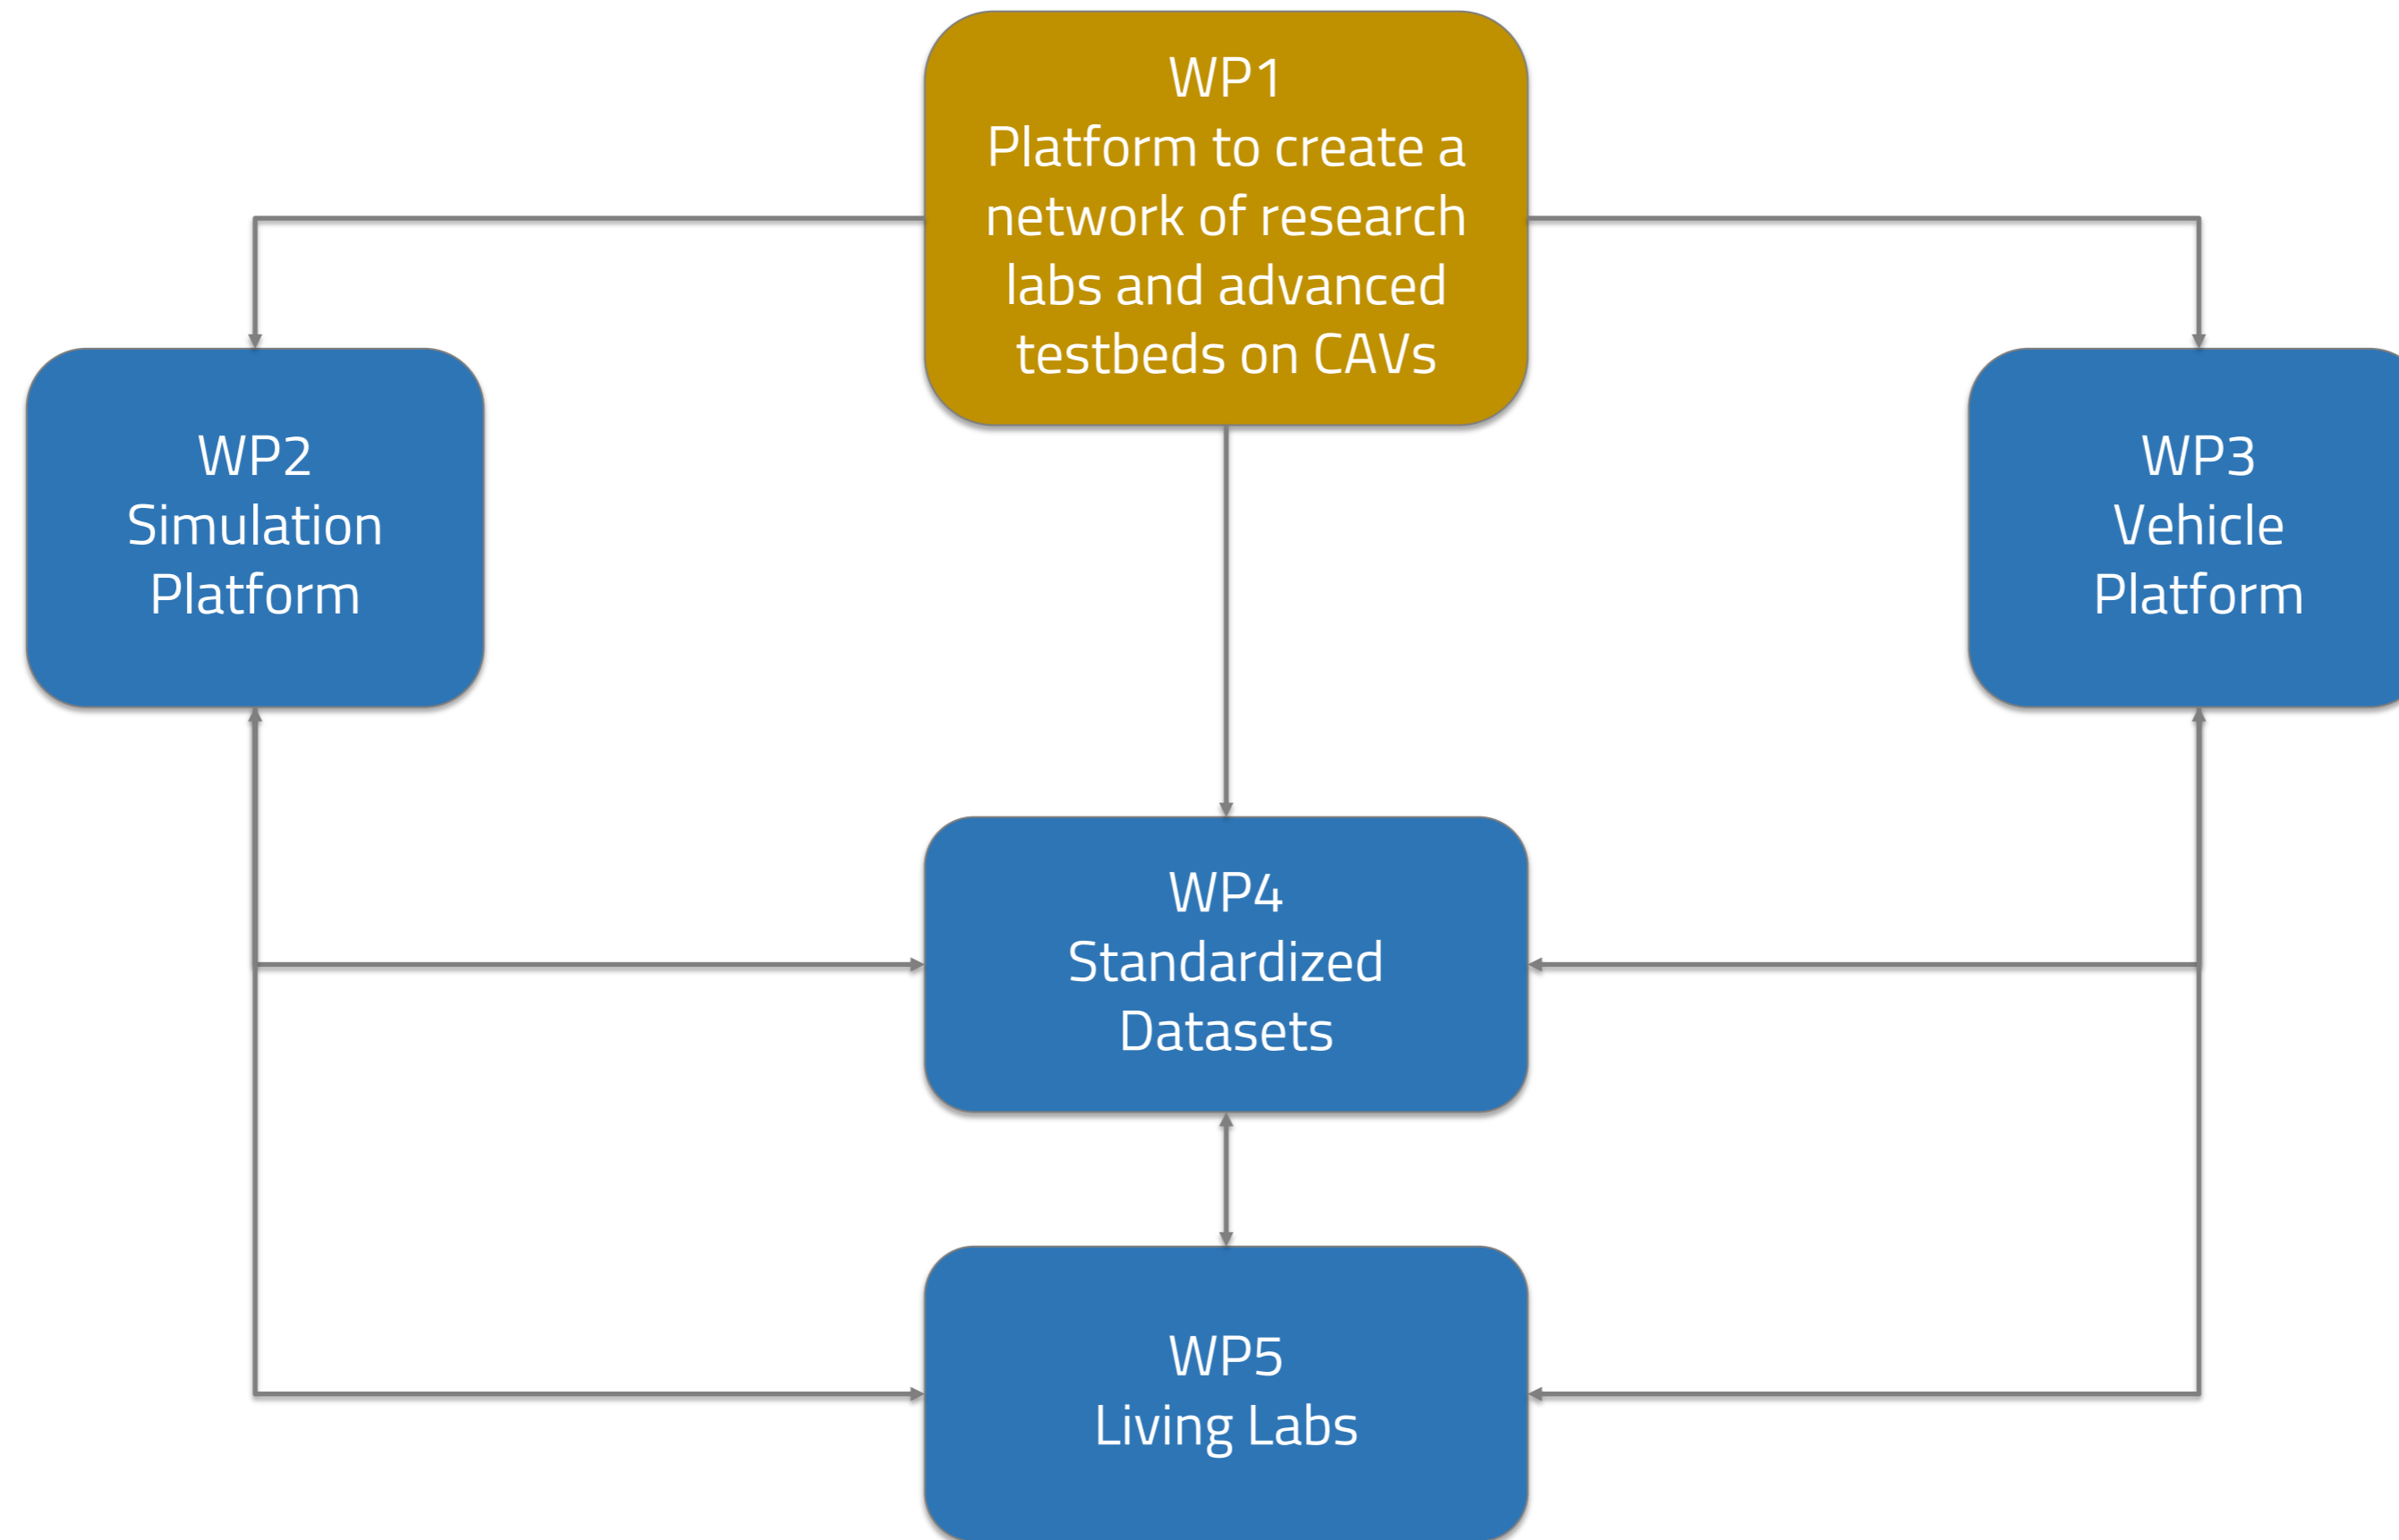 WP1
Platform to create a
network of research
labs and advanced
testbeds on CAVs
WP2
Simulation
Platform
WP3
Vehicle
Platform
WP4
Standardized
Datasets
WP5
Living Labs